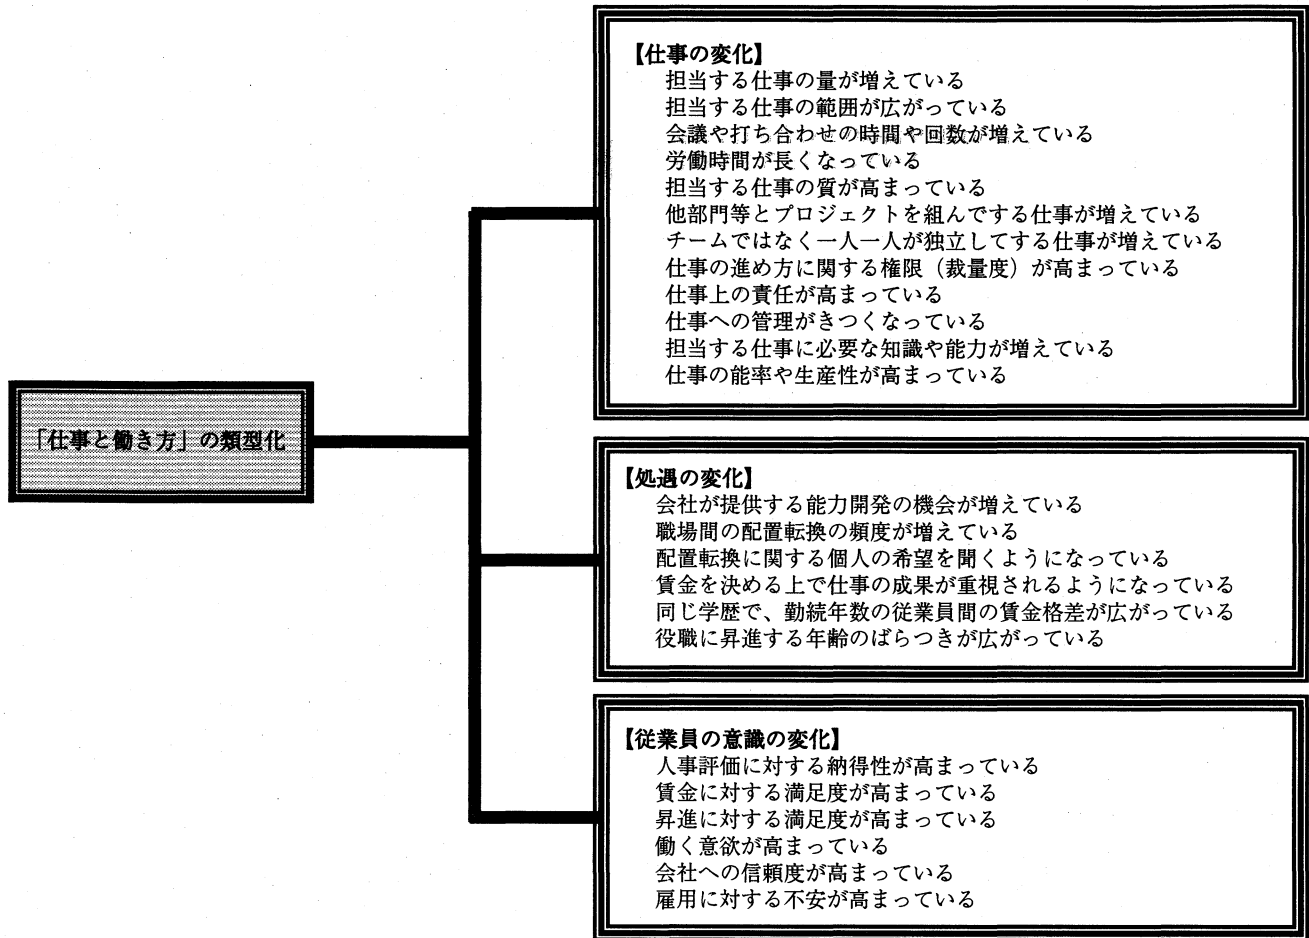 【仕事の変化】
担当する仕事の量が増えている
担当する仕事の範囲が広がっている
会議や打ち合わせの時間や回数が増えている
労働時間が長くなっている
担当する仕事の質が高まっている
他部門等とプロジェクトを組んでする仕事が増えている
チームではなく一人一人が独立してする仕事が増えている
仕事の進め方に関する権限（裁量度）が高まっている
仕事上の責任が高まっている
仕事への管理がきつくなっている
担当する仕事に必要な知識や能力が増えている
仕事の能率や生産性が高まっている
「仕事と働き方」の類型化
【処遇の変化】
会社が提供する能力開発の機会が増えている
職場間の配置転換の頻度が増えている
配置転換に関する個人の希望を聞くようになっている
賃金を決める上で仕事の成果が重視されるようになっている
同じ学歴で、勤続年数の従業員間の賃金格差が広がっている
役職に昇進する年齢のばらつきが広がっている
【従業員の意識の変化】
人事評価に対する納得性が高まっている
賃金に対する満足度が高まっている
昇進に対する満足度が高まっている
働く意欲が高まっている
会社への信頼度が高まっている
雇用に対する不安が高まっている